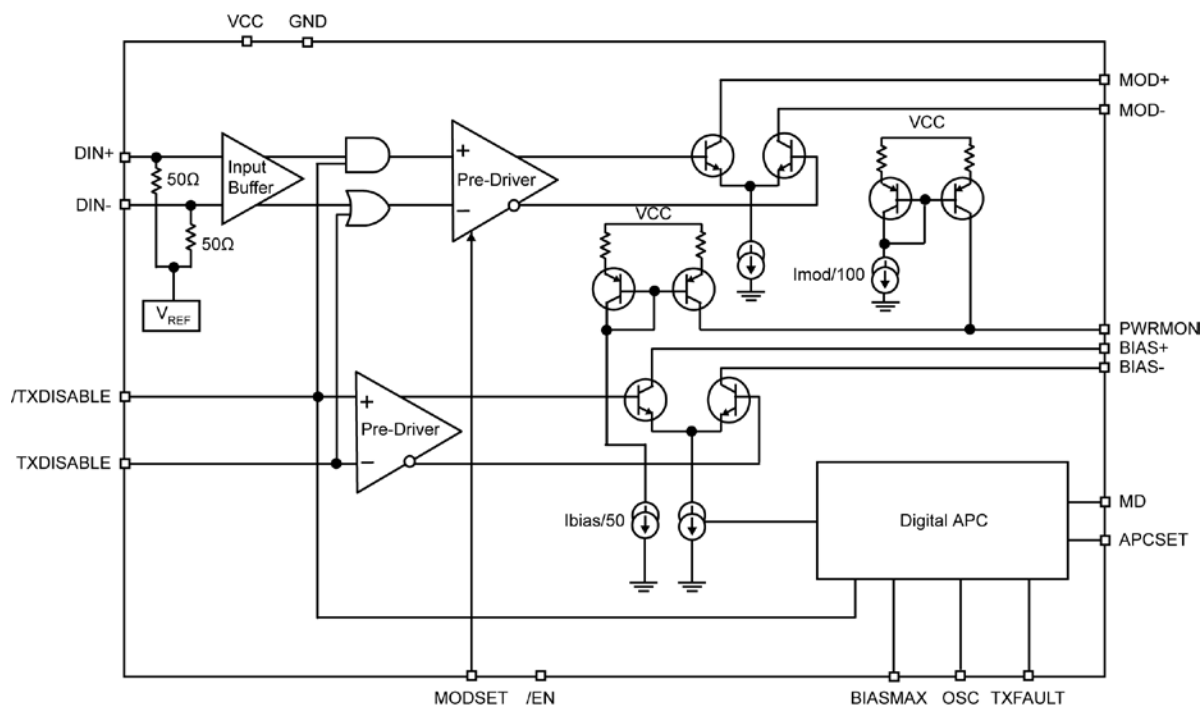 VCC GND
MOD+
MOD-
VCC
DIN+
Input
Buffer
50Ω
Pre-Driver
DIN-
50Ω
VCC
Imod/100
VREF
PWRMON
BIAS+
BIAS-
/TXDISABLE
Pre-Driver
TXDISABLE
MD
Ibias/50
Digital APC
APCSET
MODSET /EN BIASMAX OSC TXFAULT